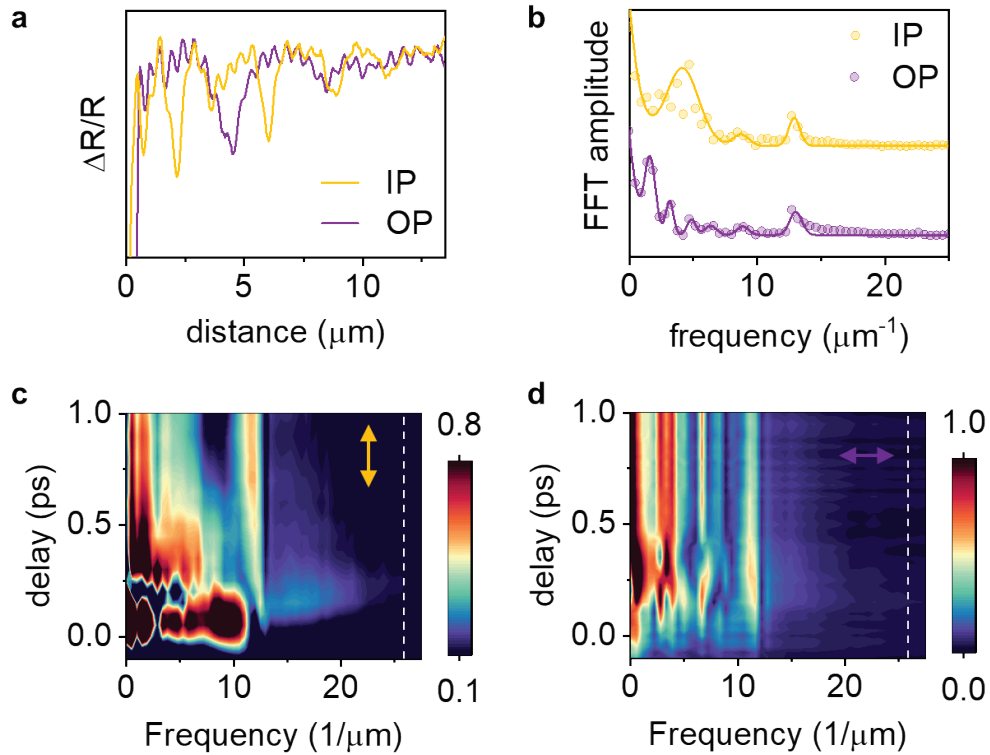 a
ΔR/R
IP
OP
0 5 10
distance (μm)
b
FFT amplitude
IP
OP
0 10 20
frequency (μm⁻¹)
c
delay (ps)
1.0
0.5
0.0
0 10 20
Frequency (1/μm)
0.8
0.1
d
delay (ps)
1.0
0.5
0.0
0 10 20
Frequency (1/μm)
1.0
0.0